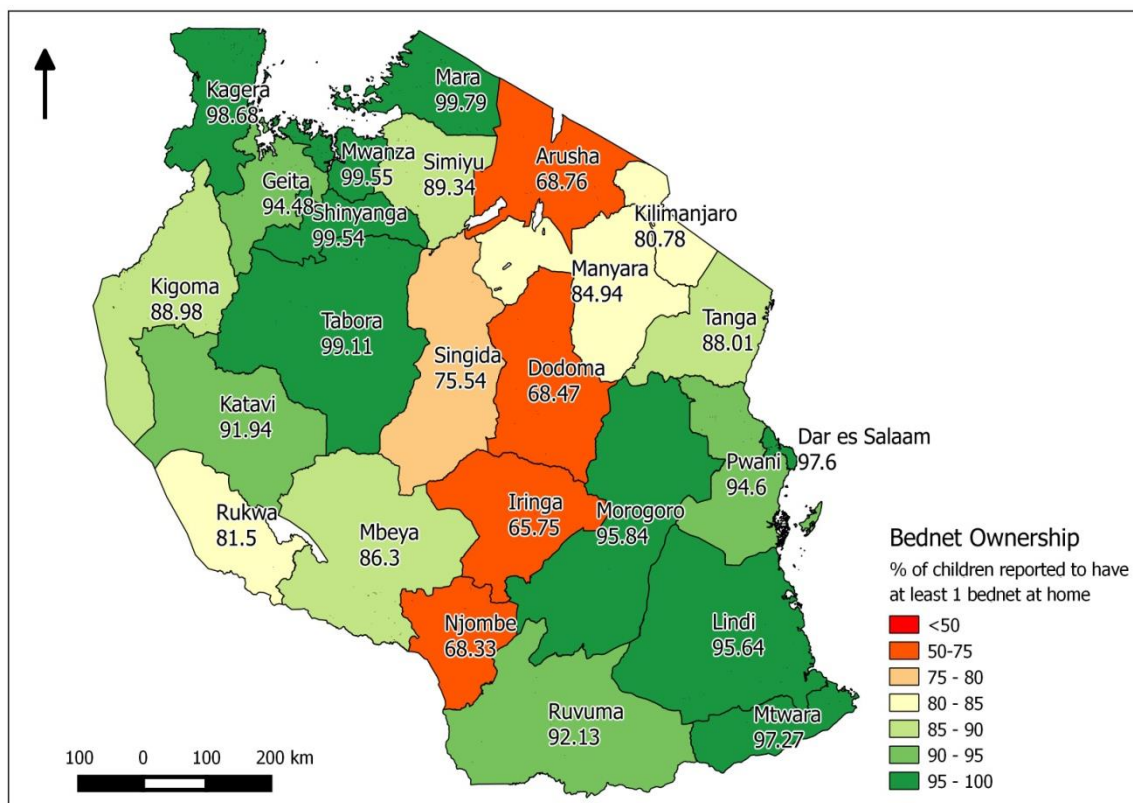 Kagera
98.68
Mara
99.79
Mwanza
99.55
Simiyu
89.34
Arusha
68.76
Geita
94.48
Shinyanga
99.54
Kilimanjaro
80.78
Manyara
84.94
Kigoma
88.98
Tabora
99.11
Singida
75.54
Dodoma
68.47
Tanga
88.01
Katavi
91.94
Dar es Salaam
97.6
Pwani
94.6
Rukwa
81.5
Mbeya
86.3
Iringa
65.75
Morogoro
95.84
Njombe
68.33
Lindi
95.64
Ruvuma
92.13
Mtwara
97.27
Bednet Ownership
% of children reported to have
at least 1 bednet at home
<50
50-75
75 - 80
80 - 85
85 - 90
90 - 95
95 - 100
100 0 100 200 km